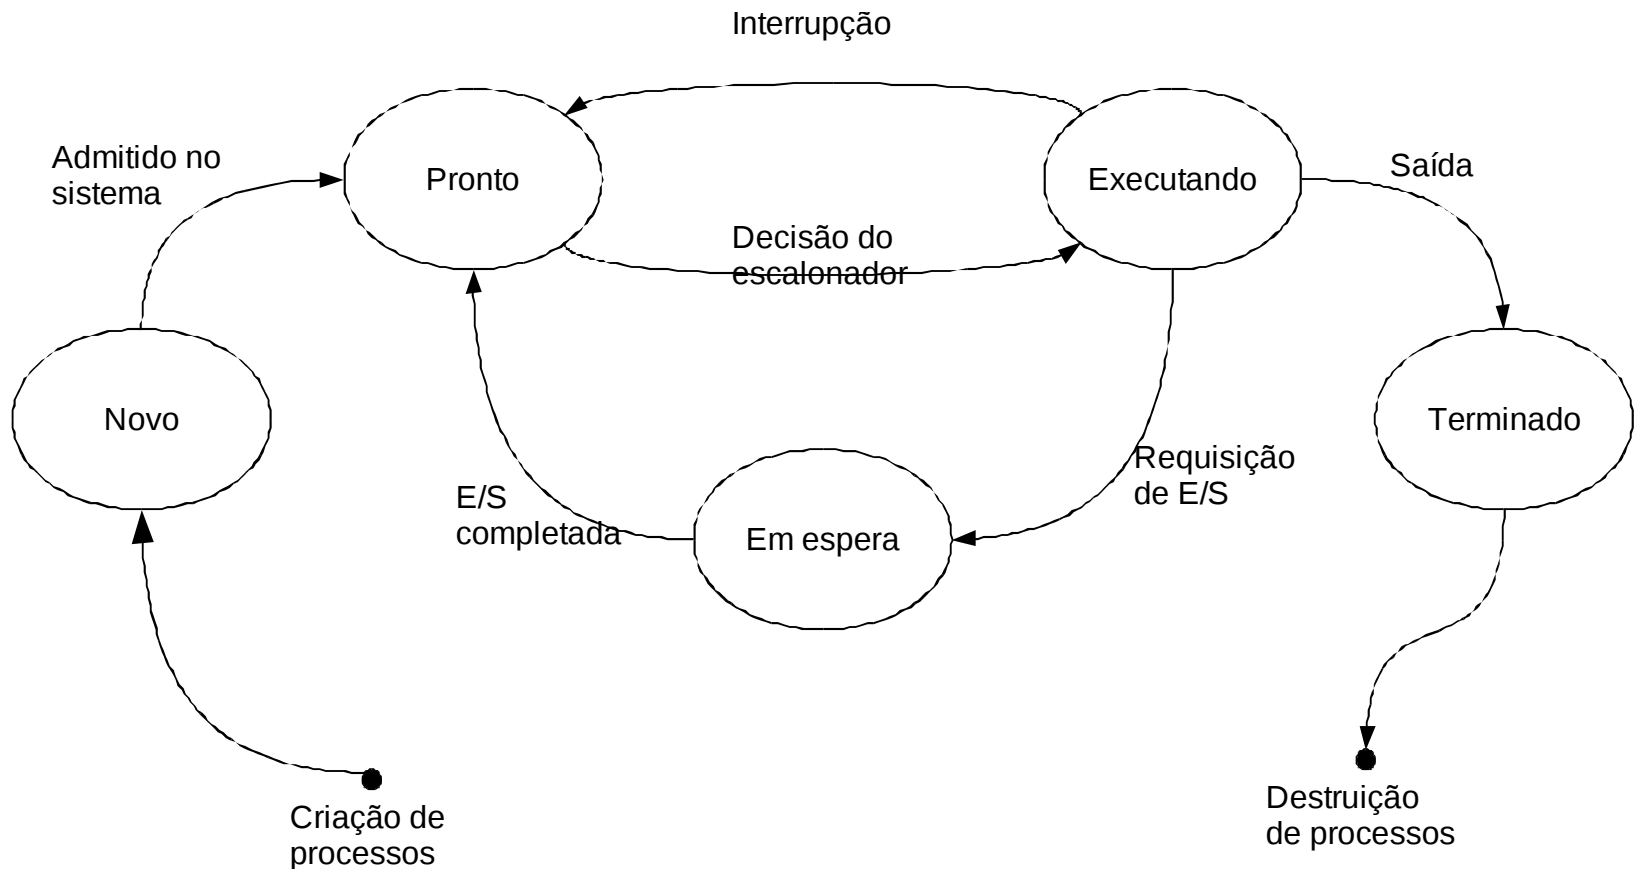 Interrupção
Admitido no
sistema
Pronto
Executando
Saída
Decisão do
escalonador
Novo
Terminado
Requisição
de E/S
E/S
completada
Em espera
Criação de
processos
Destruição
de processos